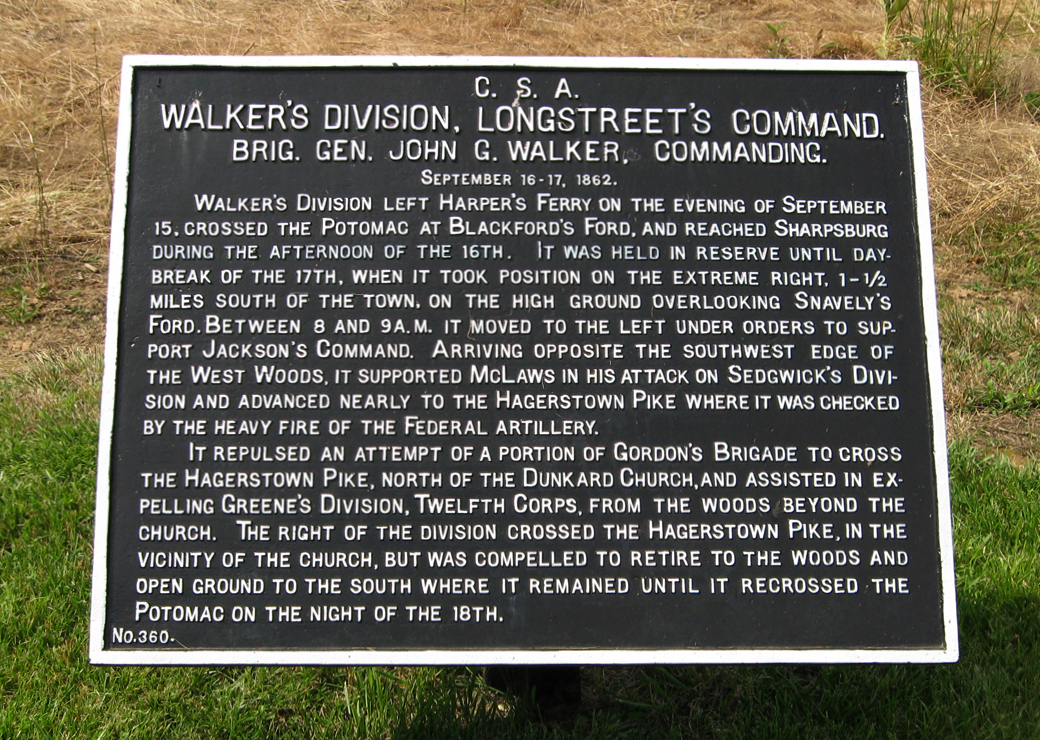 C. S. A.
WALKER'S DIVISION, LONGSTREET'S COMMAND.
BRIG. GEN. JOHN G. WALKER, COMMANDING.
SEPTEMBER 16-17, 1862.
WALKER'S DIVISION LEFT HARPER'S FERRY ON THE EVENING OF SEPTEMBER
15, CROSSED THE POTOMAC AT BLACKFORD'S FORD, AND REACHED SHARPSBURG
DURING THE AFTERNOON OF THE 16TH. IT WAS HELD IN RESERVE UNTIL DAY-
BREAK OF THE 17TH, WHEN IT TOOK POSITION ON THE EXTREME RIGHT, 1-1/2
MILES SOUTH OF THE TOWN, ON THE HIGH GROUND OVERLOOKING SNAVELY'S
FORD. BETWEEN 8 AND 9 A.M. IT MOVED TO THE LEFT UNDER ORDERS TO SUP-
PORT JACKSON'S COMMAND. ARRIVING OPPOSITE THE SOUTHWEST EDGE OF
THE WEST WOODS, IT SUPPORTED MCLAWS IN HIS ATTACK ON SEDGWICK'S DIVI-
SION AND ADVANCED NEARLY TO THE HAGERSTOWN PIKE WHERE IT WAS CHECKED
BY THE HEAVY FIRE OF THE FEDERAL ARTILLERY.
IT REPULSED AN ATTEMPT OF A PORTION OF GORDON'S BRIGADE TO CROSS
THE HAGERSTOWN PIKE, NORTH OF THE DUNKARD CHURCH, AND ASSISTED IN EX-
PELLING GREENE'S DIVISION, TWELFTH CORPS, FROM THE WOODS BEYOND THE
CHURCH. THE RIGHT OF THE DIVISION CROSSED THE HAGERSTOWN PIKE, IN THE
VICINITY OF THE CHURCH, BUT WAS COMPELLED TO RETIRE TO THE WOODS AND
OPEN GROUND TO THE SOUTH WHERE IT REMAINED UNTIL IT RECROSSED THE
POTOMAC ON THE NIGHT OF THE 18TH.
NO. 360.